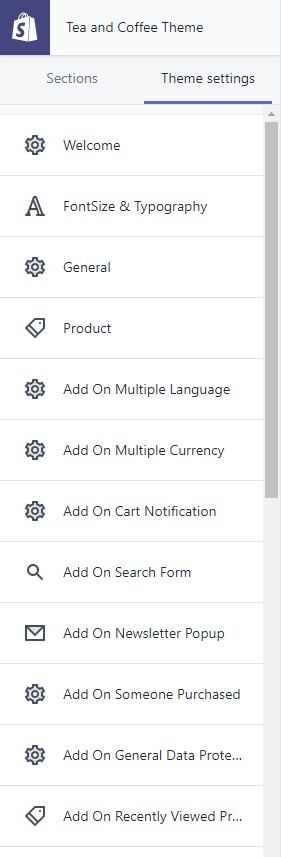 Tea and Coffee Theme
Sections
Theme settings
Welcome
FontSize & Typography
General
Product
Add On Multiple Language
Add On Multiple Currency
Add On Cart Notification
Add On Search Form
Add On Newsletter Popup
Add On Someone Purchased
Add On General Data Prote...
Add On Recently Viewed Pr...